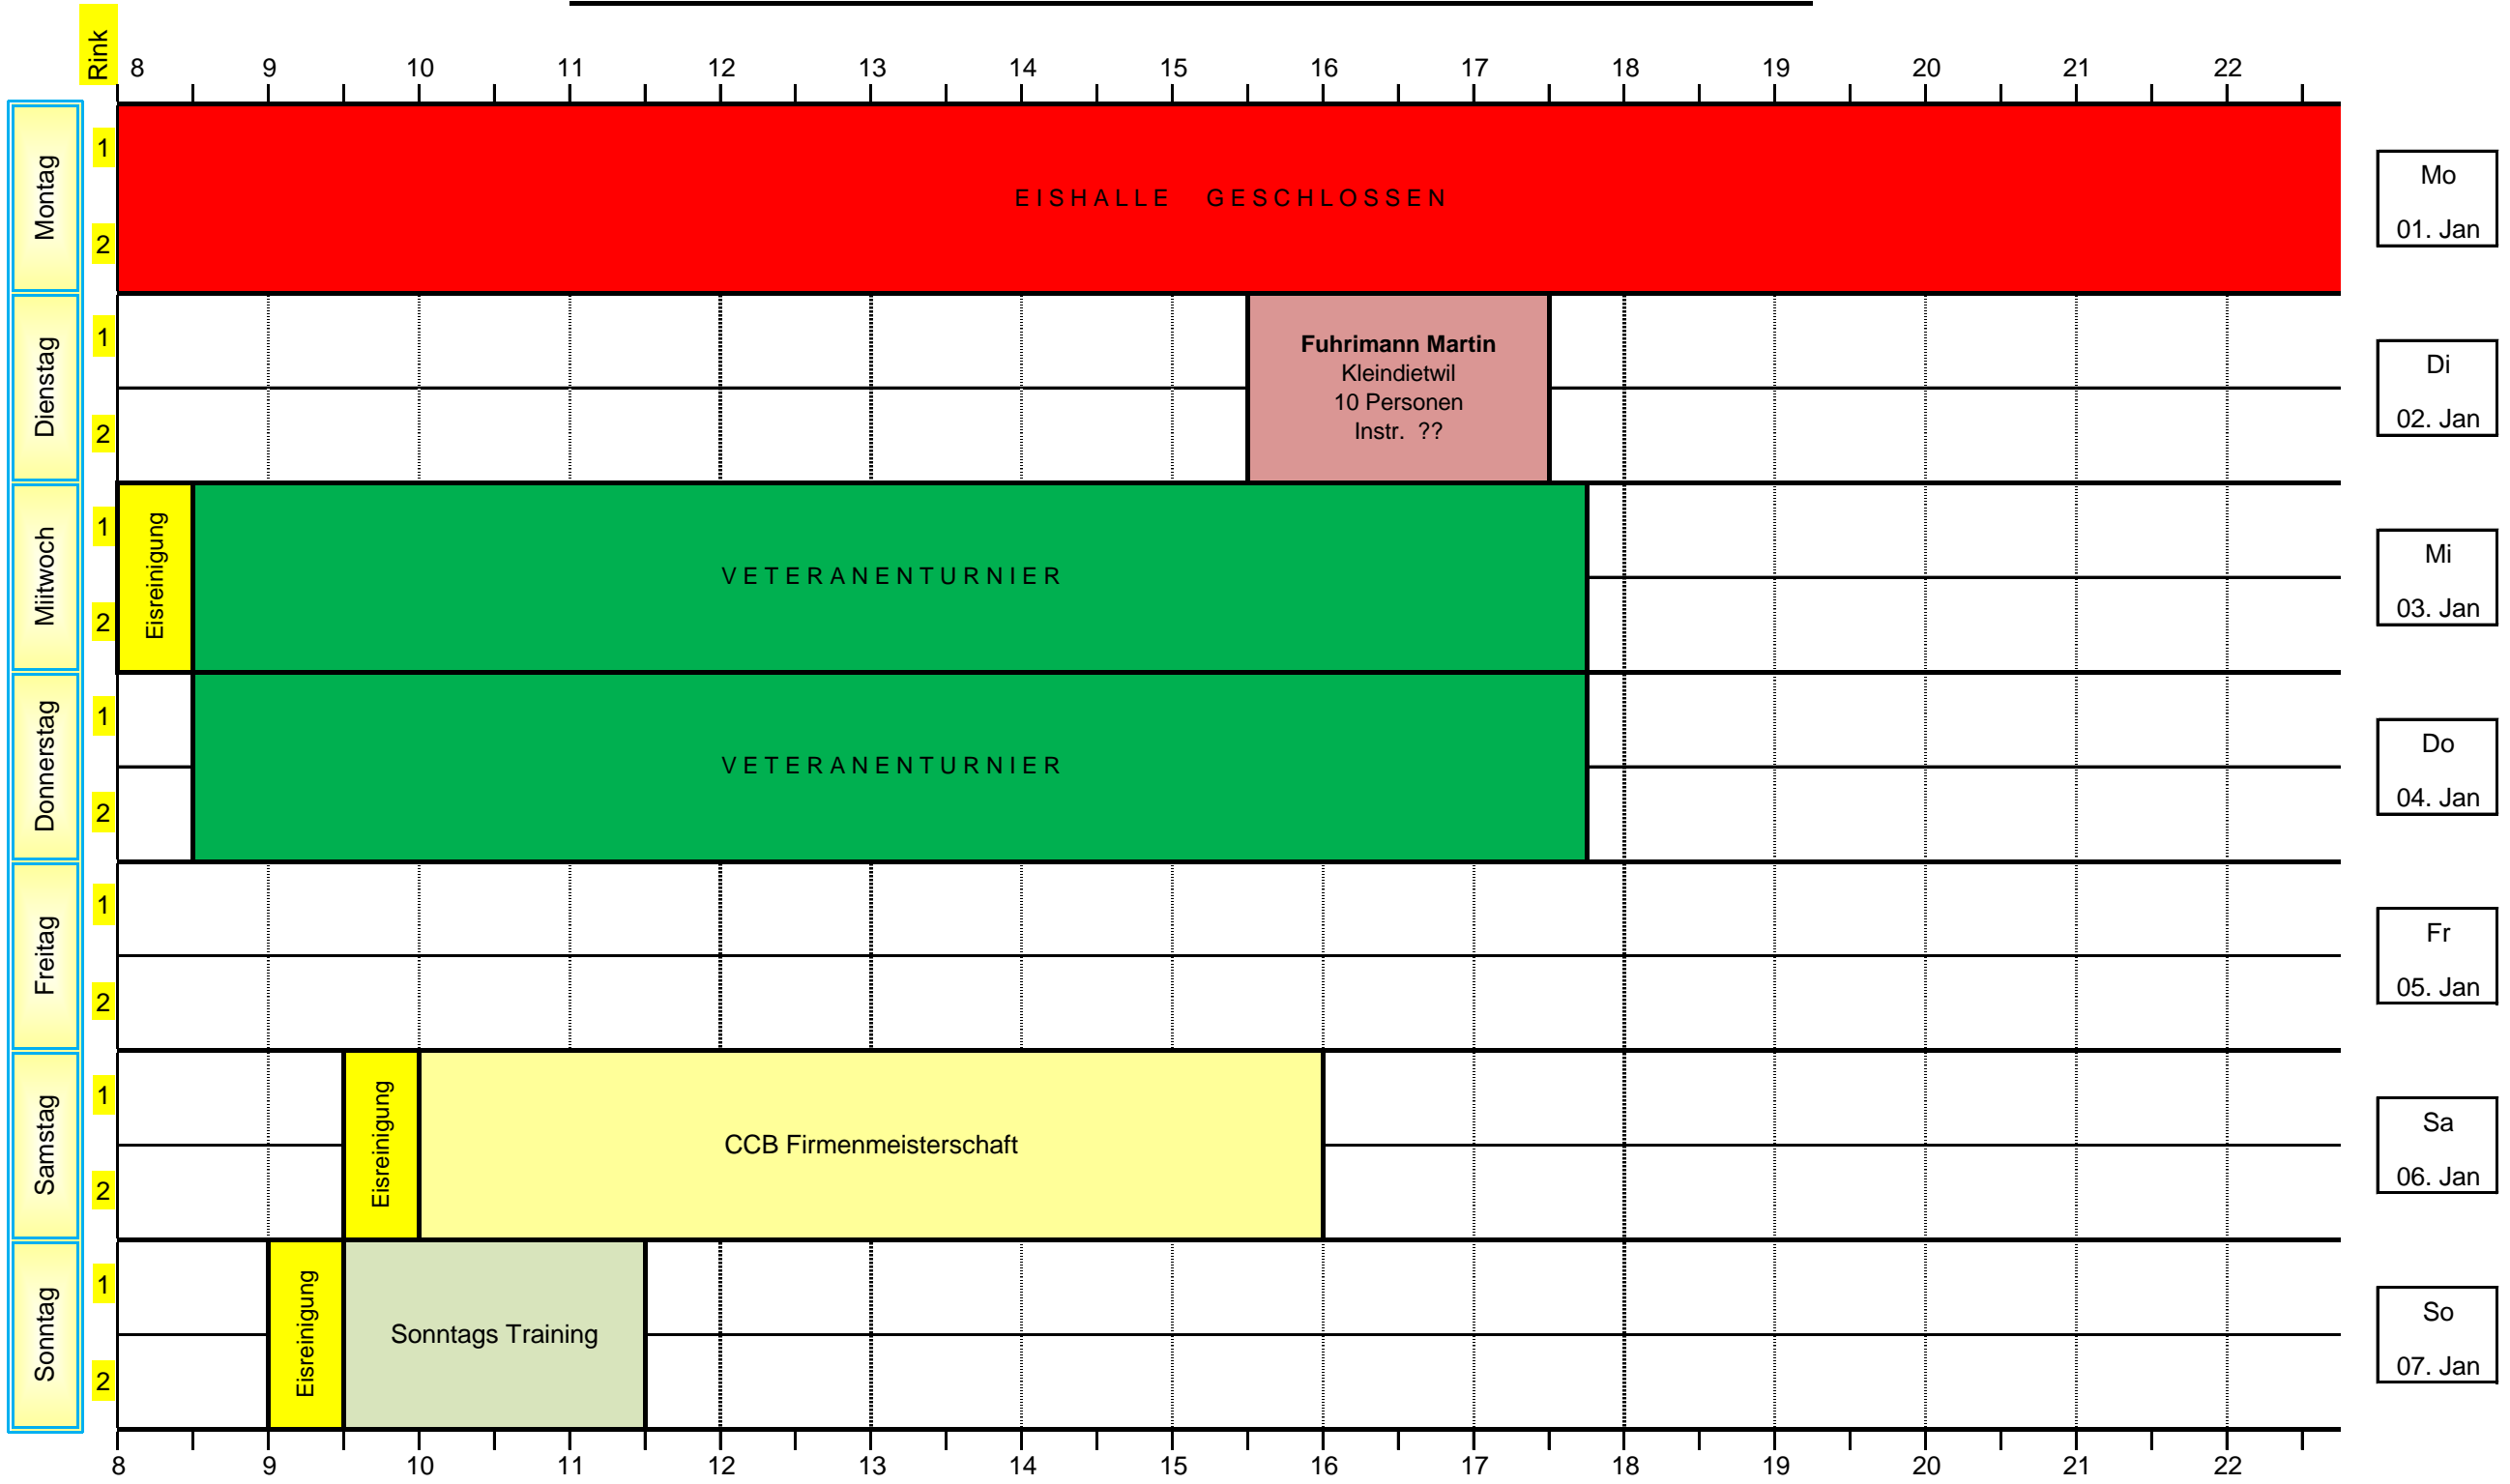 Rink
8 9 10 11 12 13 14 15 16 17 18 19 20 21 22
Montag
1
2
EISHALLE GESCHLOSSEN
Mo
01. Jan
Dienstag
1
2
Fuhrimann Martin
Kleindietwil
10 Personen
Instr. ??
Di
02. Jan
Miitwoch
1
2
Eisreinigung
VETERANENTURNIER
Mi
03. Jan
Donnerstag
1
2
VETERANENTURNIER
Do
04. Jan
Freitag
1
2
Fr
05. Jan
Samstag
1
2
Eisreinigung
CCB Firmenmeisterschaft
Sa
06. Jan
Sonntag
1
2
Eisreinigung
Sonntags Training
So
07. Jan
8 9 10 11 12 13 14 15 16 17 18 19 20 21 22